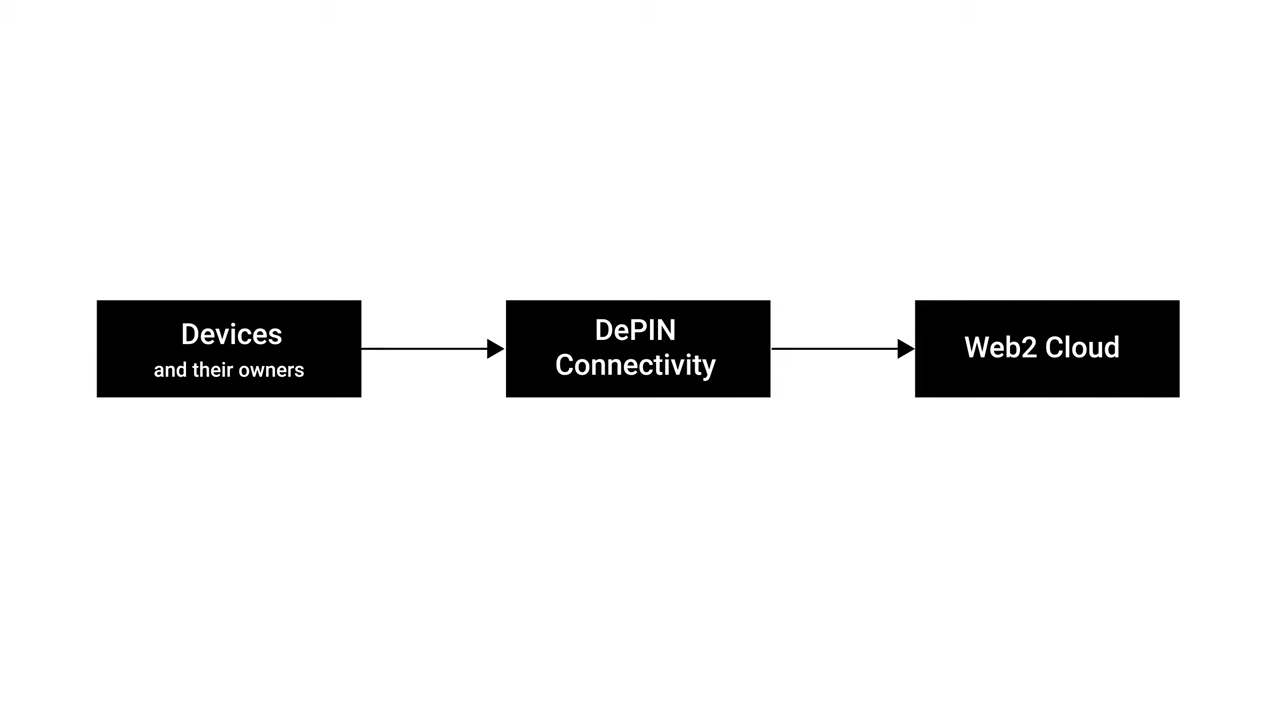 Devices
and their owners
DePIN
Connectivity
Web2 Cloud